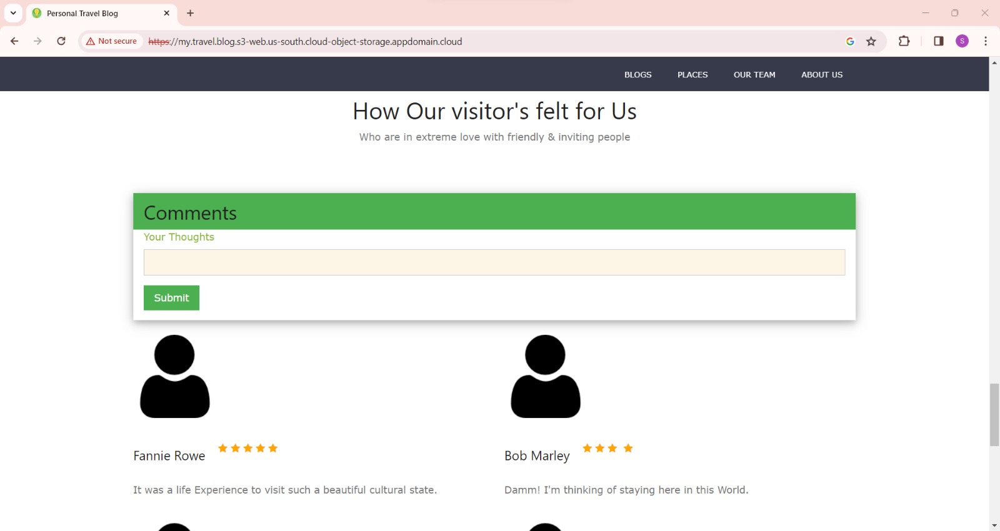 Personal Travel Blog
Not secure https://my.travel.blog.s3-web.us-south.cloud-object-storage.appdomain.cloud
S
BLOGS PLACES OUR TEAM ABOUT US
How Our visitor's felt for Us
Who are in extreme love with friendly & inviting people
Comments
Your Thoughts
Submit
Fannie Rowe
It was a life Experience to visit such a beautiful cultural state.
Bob Marley
Damm! I'm thinking of staying here in this World.